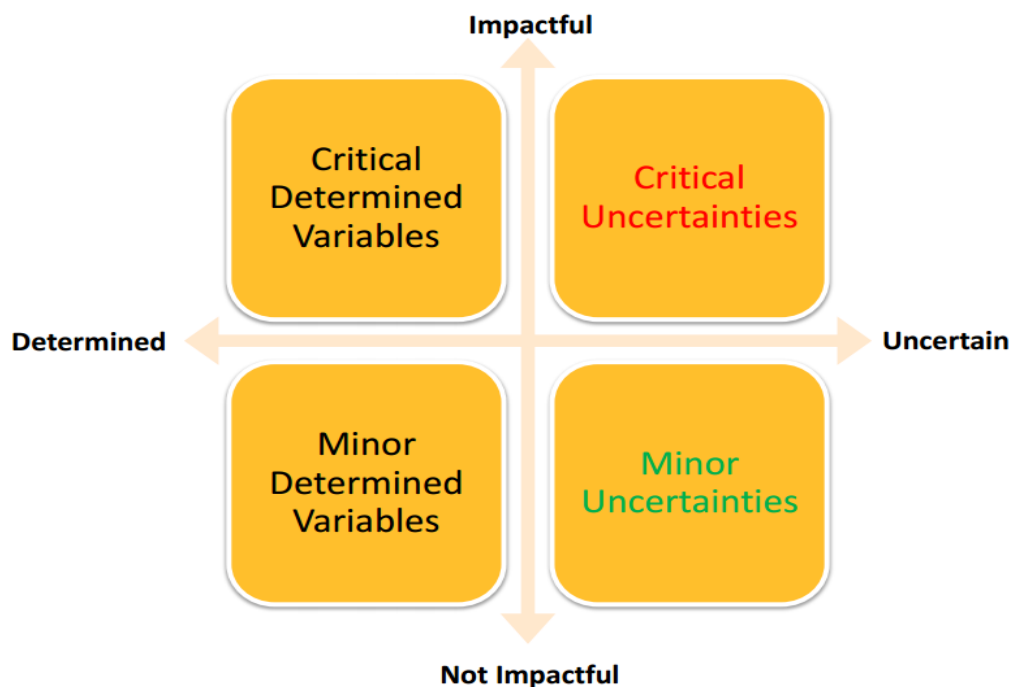 Impactful
Critical
Determined
Variables
Critical
Uncertainties
Determined
Uncertain
Minor
Determined
Variables
Minor
Uncertainties
Not Impactful